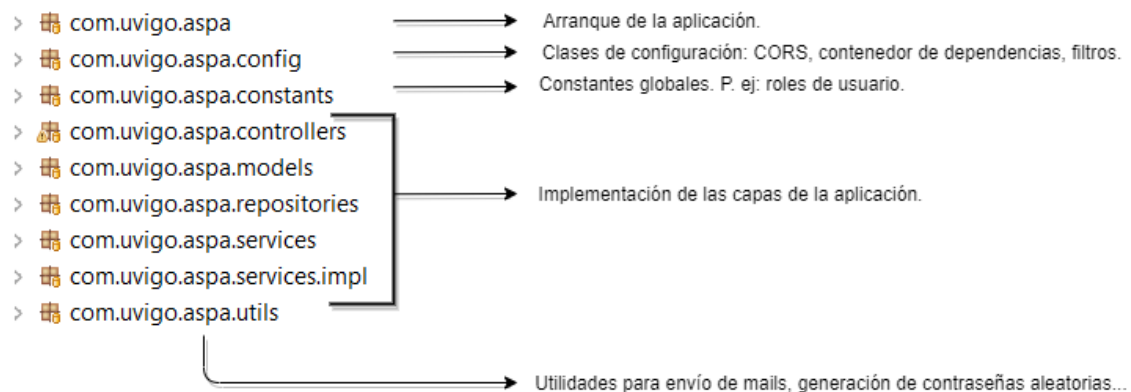 com.uvigo.aspa Arranque de la aplicación.
com.uvigo.aspa.config Clases de configuración: CORS, contenedor de dependencias, filtros.
com.uvigo.aspa.constants Constantes globales. P. ej: roles de usuario.
com.uvigo.aspa.controllers
com.uvigo.aspa.models
com.uvigo.aspa.repositories Implementación de las capas de la aplicación.
com.uvigo.aspa.services
com.uvigo.aspa.services.impl
com.uvigo.aspa.utils
Utilidades para envío de mails, generación de contraseñas aleatorias...